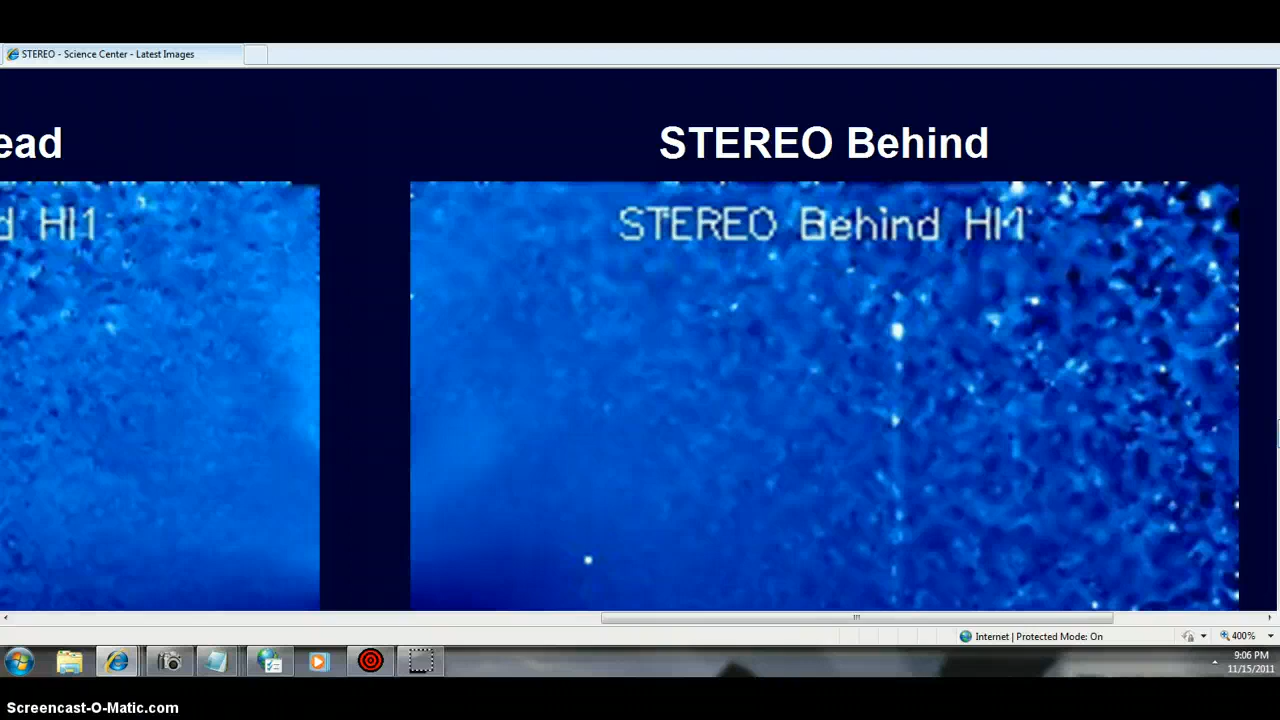 STEREO - Science Center - Latest Images
ead
STEREO Behind
d HI1
STEREO Behind HI1
Internet | Protected Mode: On
400%
9:06 PM
11/15/2011
Screencast-O-Matic.com